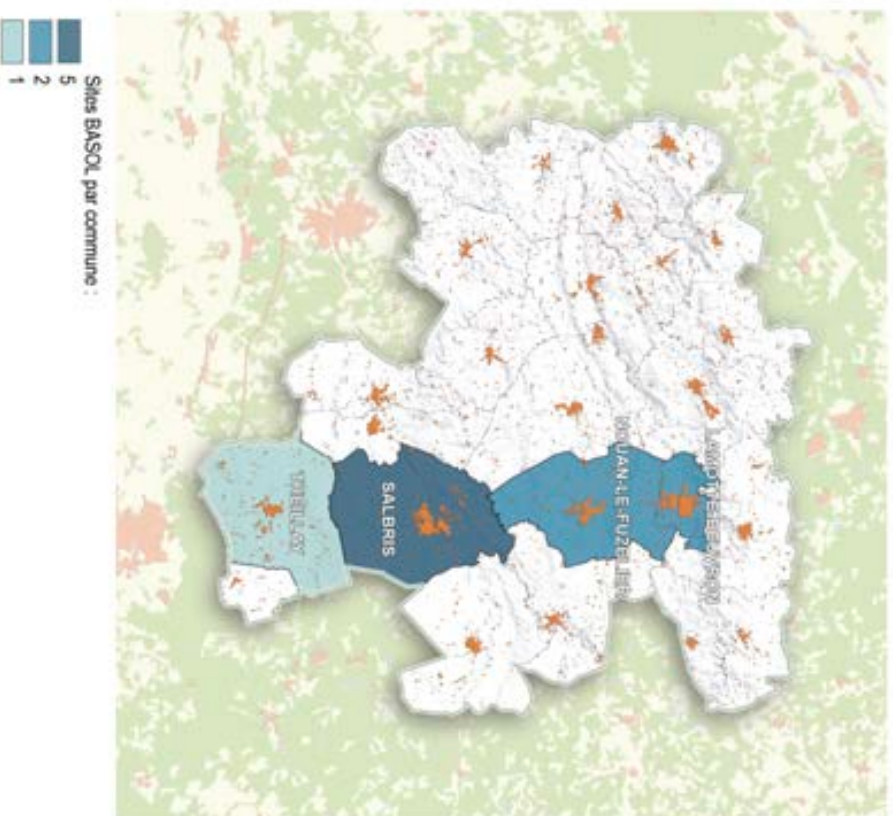 LAMOTTE-BEUVRON
NOUAN-LE-FUZELIER
SALBRIS
THEILLAY
Sites BASOL par commune :
5
2
1